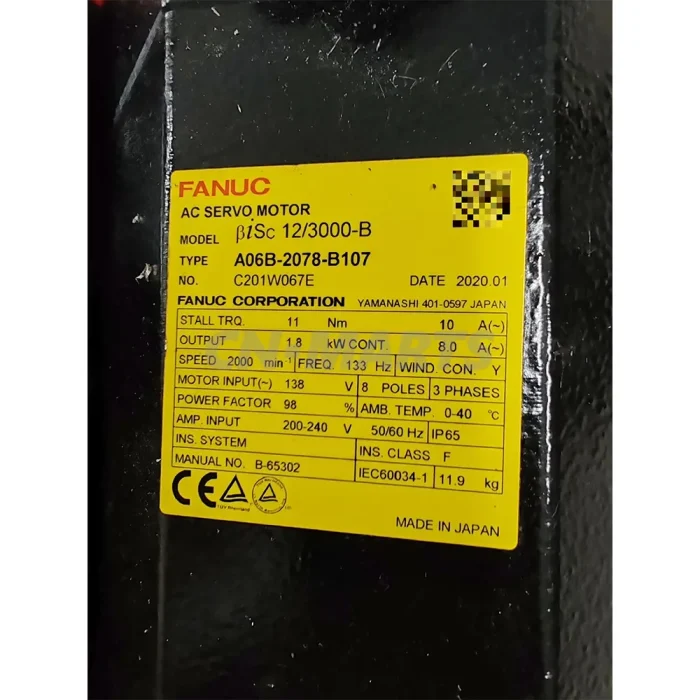 FANUC
AC SERVO MOTOR
MODEL βiSc 12/3000-B
TYPE A06B-2078-B107
NO. C201W067E DATE 2020.01
FANUC CORPORATION YAMANASHI 401-0597 JAPAN
STALL TRQ. 11 Nm 10 A(~)
OUTPUT 1.8 kW CONT. 8.0 A(~)
SPEED 2000 min⁻¹ FREQ. 133 Hz WIND. CON. Y
MOTOR INPUT(~) 138 V 8 POLES 3 PHASES
POWER FACTOR 98 % AMB. TEMP. 0-40 ℃
AMP. INPUT 200-240 V 50/60 Hz IP65
INS. SYSTEM INS. CLASS F
MANUAL NO. B-65302 IEC60034-1 11.9 kg
CE
TÜV Rheinland
MADE IN JAPAN